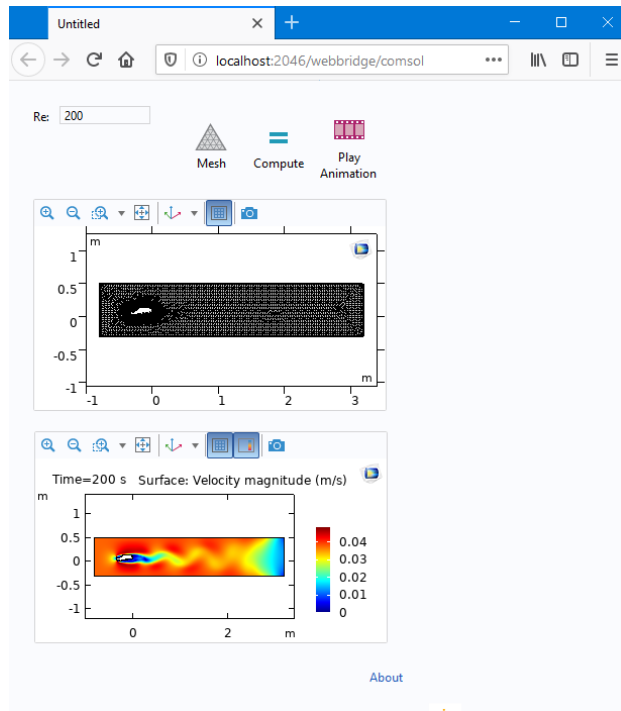 Untitled
localhost:2046/webbridge/comsol
Re: 200
Mesh
Compute
Play
Animation
m
1
0.5
0
-0.5
-1
-1 0 1 2 3
m
Time=200 s Surface: Velocity magnitude (m/s)
m
1
0.5
0
-0.5
-1
0 2 m
0.04
0.03
0.02
0.01
0
About